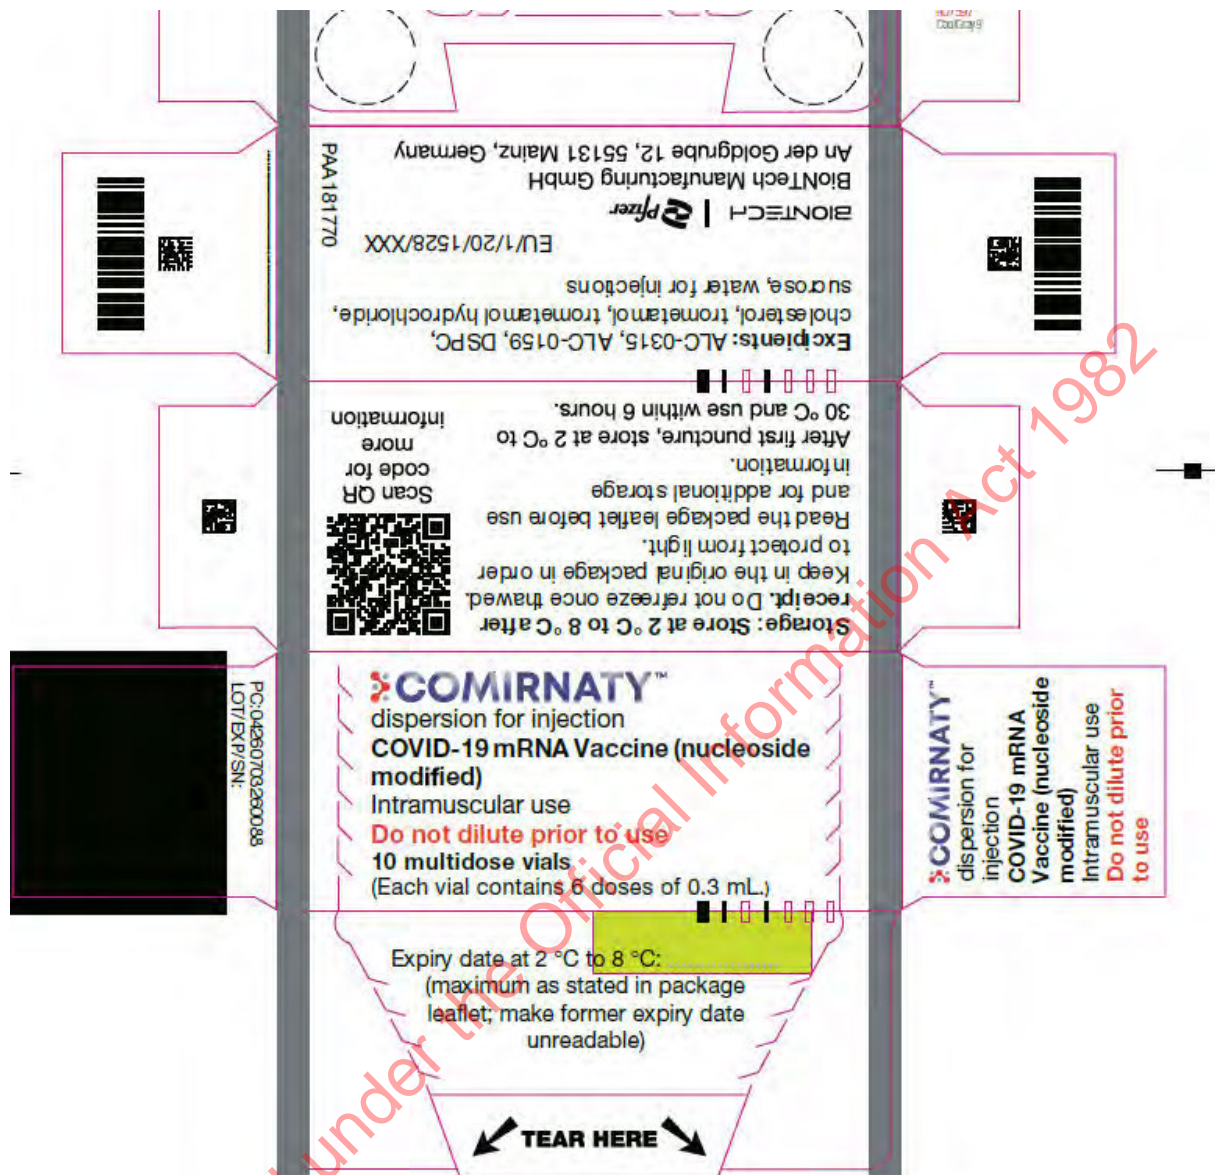 An der Goldgrube 12, 55131 Mainz, Germany
BioNTech Manufacturing GmbH
BIONTECH | Pfizer
EU/1/20/1528/XXX
PAA181770
Excipients: ALC-0315, ALC-0159, DSPC,
cholesterol, trometamol, trometamol hydrochloride,
sucrose, water for injections
Storage: Store at 2 °C to 8 °C after
receipt. Do not refreeze once thawed.
Keep in the original package in order
to protect from light.
Read the package leaflet before use
and for additional storage
information.
After first puncture, store at 2 °C to
30 °C and use within 6 hours.
Scan QR
code for
more
information
PC:04260703260088
LOT/EXP/SN:
COMIRNATY™
dispersion for injection
COVID-19 mRNA Vaccine (nucleoside
modified)
Intramuscular use
Do not dilute prior to use
10 multidose vials
(Each vial contains 6 doses of 0.3 mL.)
COMIRNATY™
dispersion for
injection
COVID-19 mRNA
Vaccine (nucleoside
modified)
Intramuscular use
Do not dilute prior
to use
Expiry date at 2 °C to 8 °C:
(maximum as stated in package
leaflet; make former expiry date
unreadable)
TEAR HERE
under the Official Information Act 1982